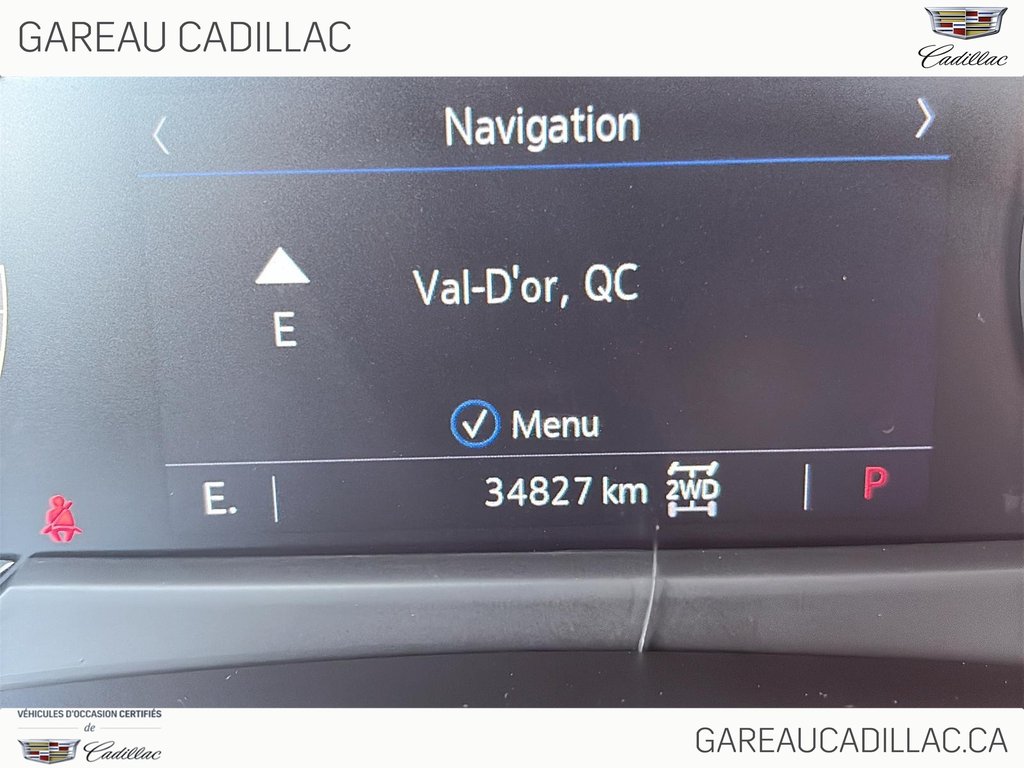 GAREAU CADILLAC
Cadillac
Navigation
E
Val-D'or, QC
Menu
E. 34827 km 2WD P
VÉHICULES D'OCCASION CERTIFIÉS
de
Cadillac
GAREAUCADILLAC.CA